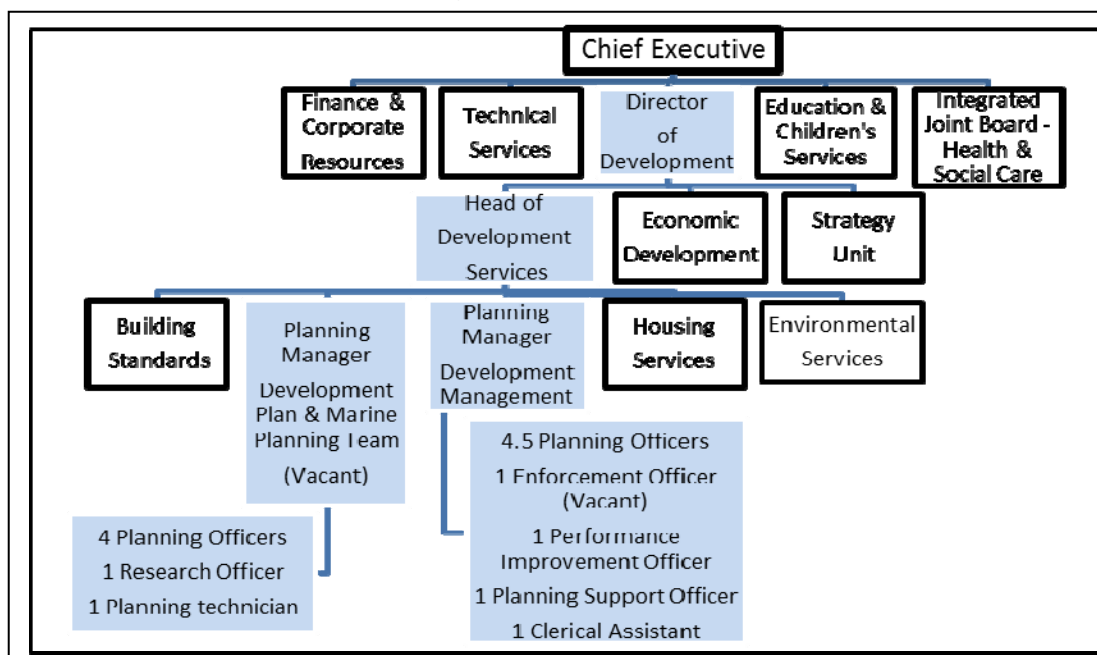 Chief Executive
Finance &
Corporate
Resources
Technical
Services
Director
of
Development
Education &
Children's
Services
Integrated
Joint Board -
Health &
Social Care
Head of
Development
Services
Economic
Development
Strategy
Unit
Building
Standards
Planning
Manager
Development
Plan & Marine
Planning Team
(Vacant)
Planning
Manager
Development
Management
Housing
Services
Environmental
Services
4 Planning Officers
1 Research Officer
1 Planning technician
4.5 Planning Officers
1 Enforcement Officer
(Vacant)
1 Performance
Improvement Officer
1 Planning Support Officer
1 Clerical Assistant